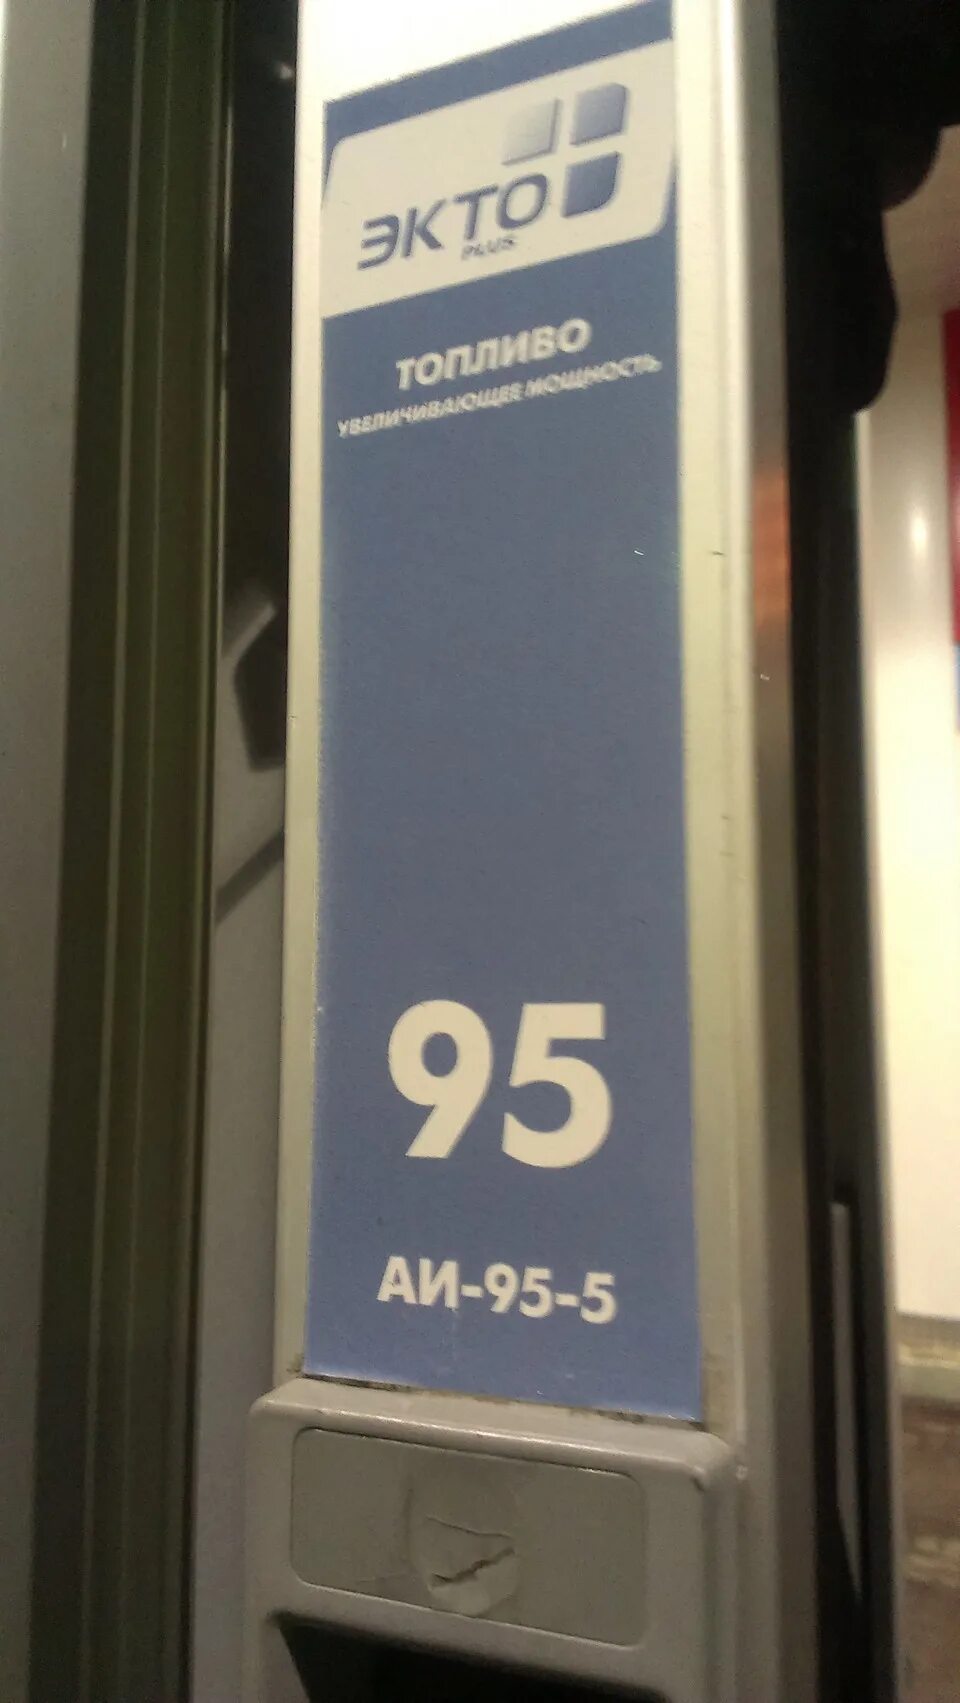 ЭКТО
PLUS
ТОПЛИВО
УВЕЛИЧИВАЮЩЕЕ МОЩНОСТЬ
95
АИ-95-5